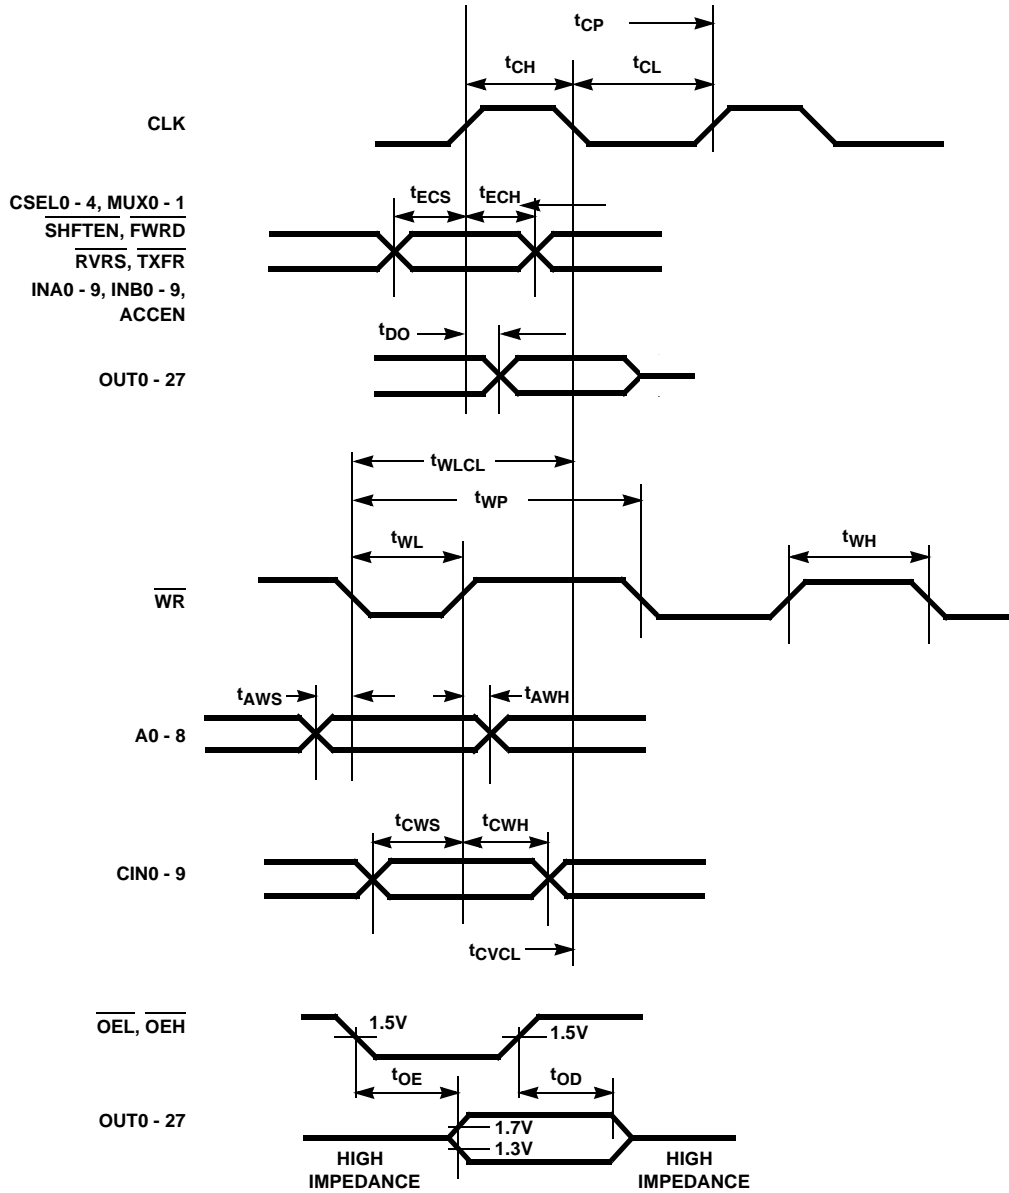 tCP
tCH
tCL
CLK
tECS
tECH
CSEL0 - 4, MUX0 - 1
SHFTEN, FWRD
RVRS, TXFR
INA0 - 9, INB0 - 9,
ACCEN
tDO
OUT0 - 27
tWLCL
tWP
tWL
tWH
WR
tAWS
tAWH
A0 - 8
tCWS
tCWH
CIN0 - 9
tCVCL
OEL, OEH
1.5V
1.5V
tOE
tOD
OUT0 - 27
1.7V
1.3V
HIGH
IMPEDANCE
HIGH
IMPEDANCE